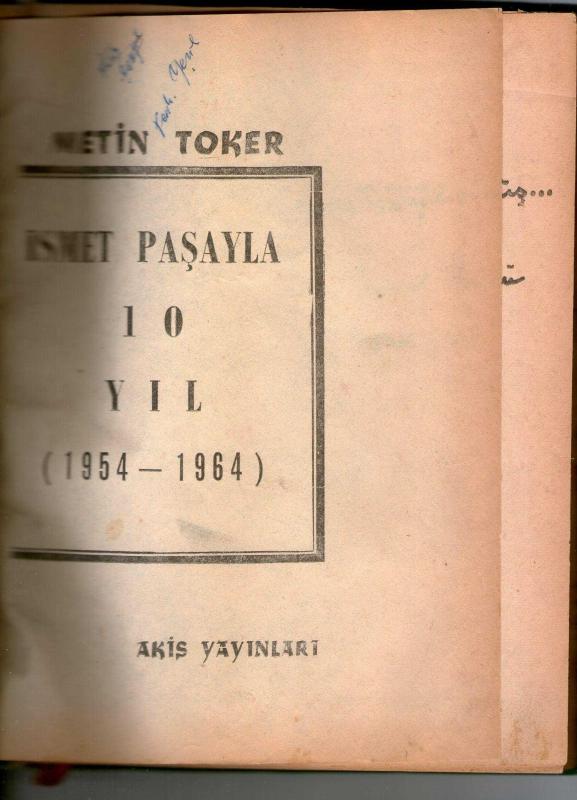 METİN TOKER
İSMET PAŞAYLA
10
YIL
(1954 — 1964)
AKİS YAYINLARI